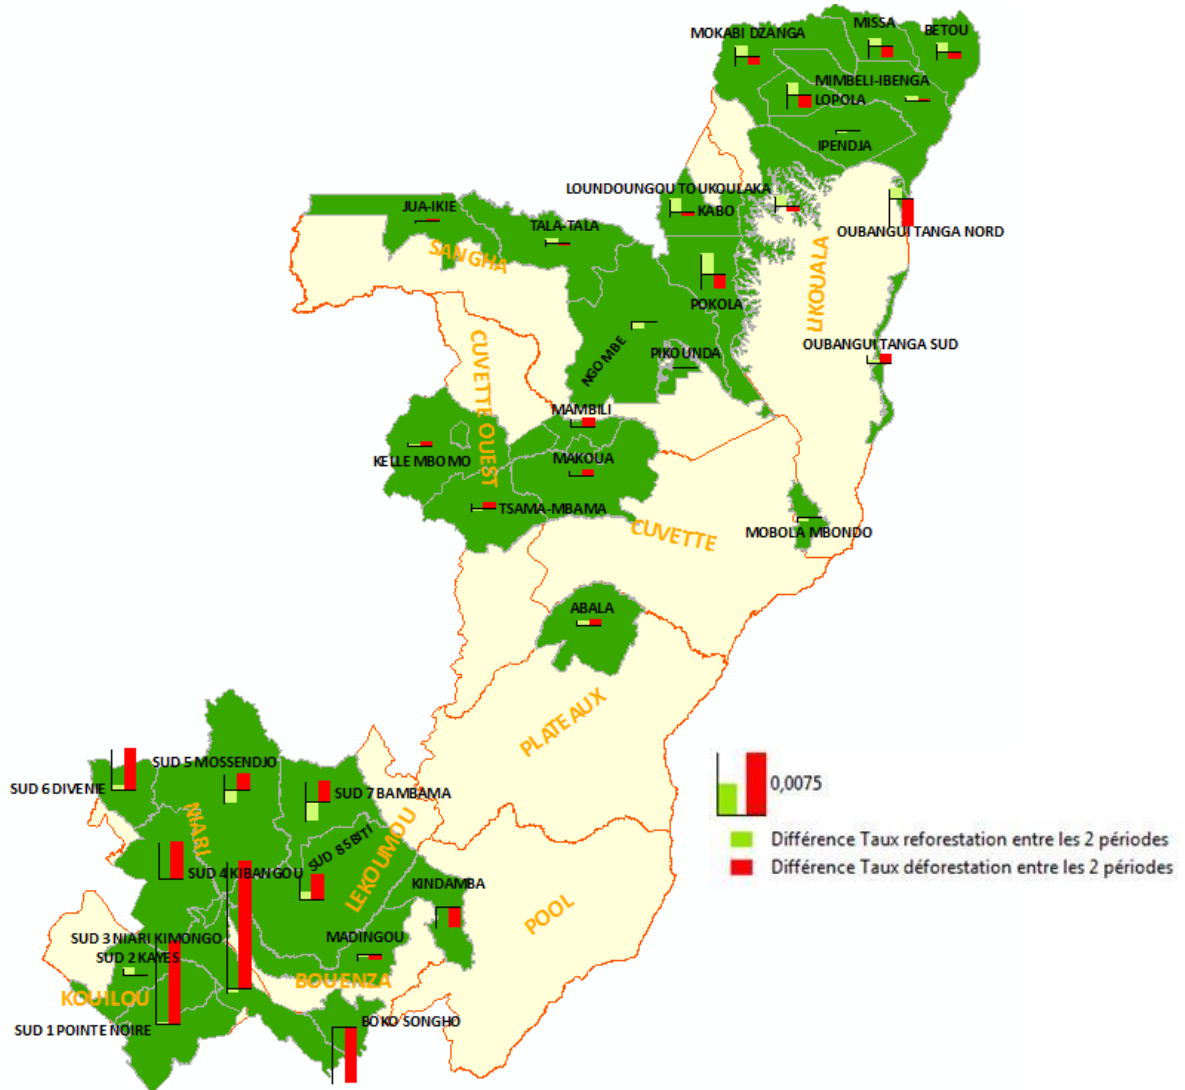 MISSA
BETOU
MOKABI DZANGA
MIMBELI-IBENGA
LOPOLA
IPENDJA
LOUNDOUNGOU TOUKOULAKA
JUA-IKIE
KABO
TALA-TALA
OUBANGUI TANGA NORD
SANGHA
LIKOUALA
POKOLA
OUBANGUI TANGA SUD
PIKOUNDA
NGOMBE
CUVETTE OUEST
MAMBILI
MAKOUA
KELLE MBOMO
TSAMA-MBAMA
CUVETTE
MOBOLA MBONDO
ABALA
PLATEAUX
SUD 5 MOSSENDJO
SUD 6 DIVENIE
SUD 7 BAMBAMA
0,0075
NIARI
Différence Taux reforestation entre les 2 périodes
SUD 8 SBITI
LEKOUMOU
Différence Taux déforestation entre les 2 périodes
SUD 4 KIBANGOU
KINDAMBA
POOL
SUD 3 NIARI KIMONGO
MADINGOU
SUD 2 KAYES
BOUENZA
KOUILOU
BOKO SONGHO
SUD 1 POINTE NOIRE